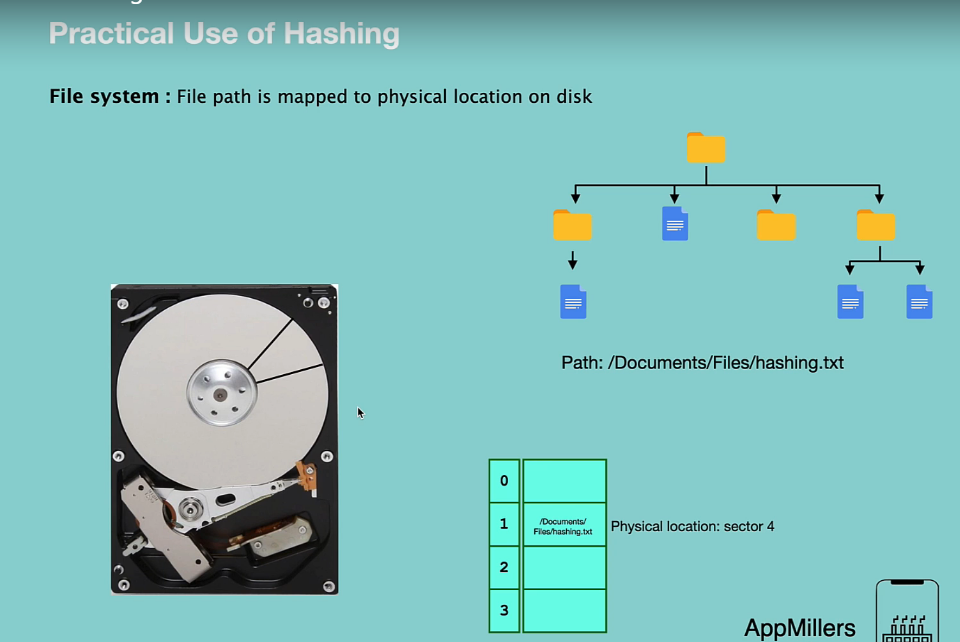 Practical Use of Hashing
File system : File path is mapped to physical location on disk
Path: /Documents/Files/hashing.txt
0
1
/Documents/
Files/hashing.txt
Physical location: sector 4
2
3
AppMillers